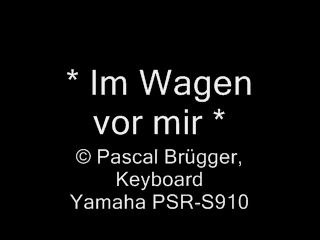 * Im Wagen
vor mir *
© Pascal Brügger,
Keyboard
Yamaha PSR-S910